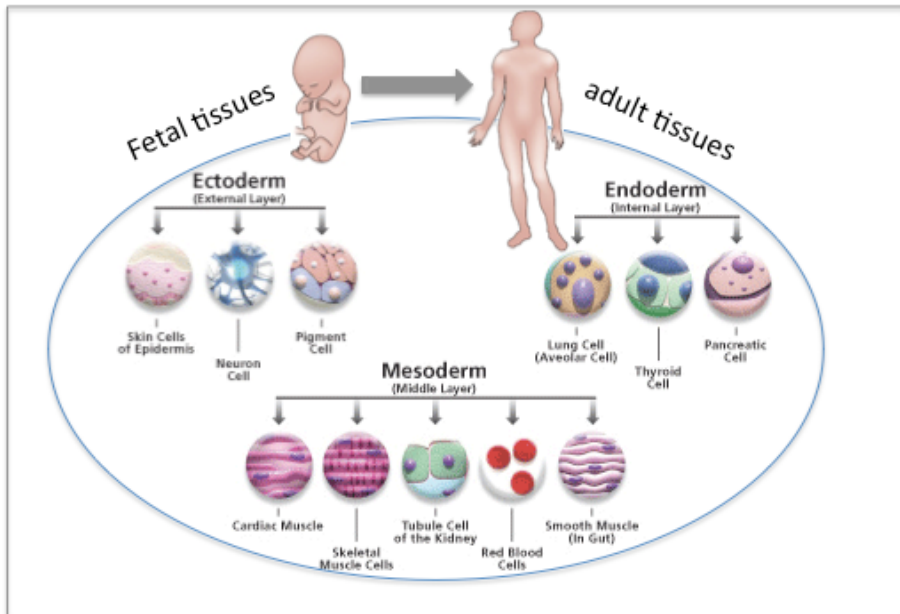 Fetal tissues
adult tissues
Ectoderm
(External Layer)
Skin Cells
of Epidermis
Neuron
Cell
Pigment
Cell
Endoderm
(Internal Layer)
Lung Cell
(Aveolar Cell)
Thyroid
Cell
Pancreatic
Cell
Mesoderm
(Middle Layer)
Cardiac Muscle
Skeletal
Muscle Cells
Tubule Cell
of the Kidney
Red Blood
Cells
Smooth Muscle
(In Gut)